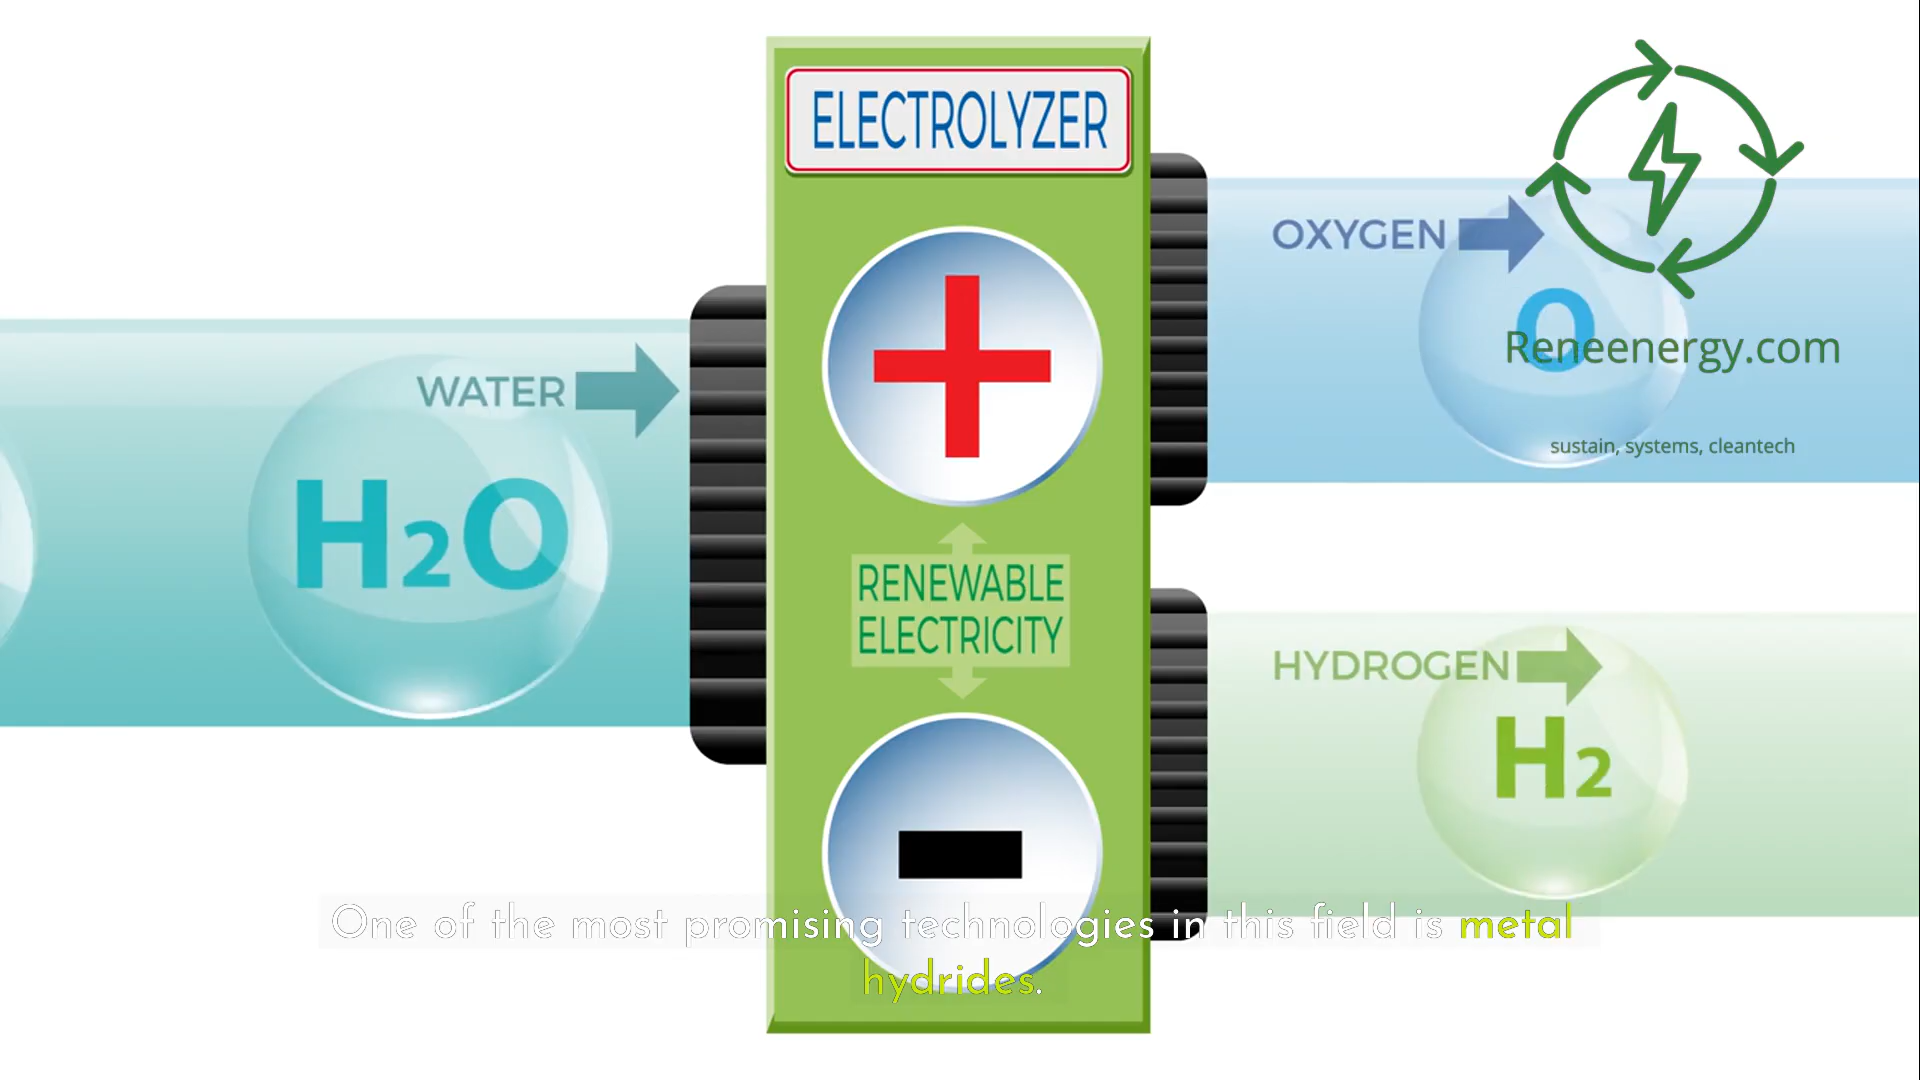 ELECTROLYZER
WATER
H2O
RENEWABLE
ELECTRICITY
OXYGEN
O
Reneenergy.com
sustain, systems, cleantech
HYDROGEN
H2
One of the most promising technologies in this field is metal
hydrides.